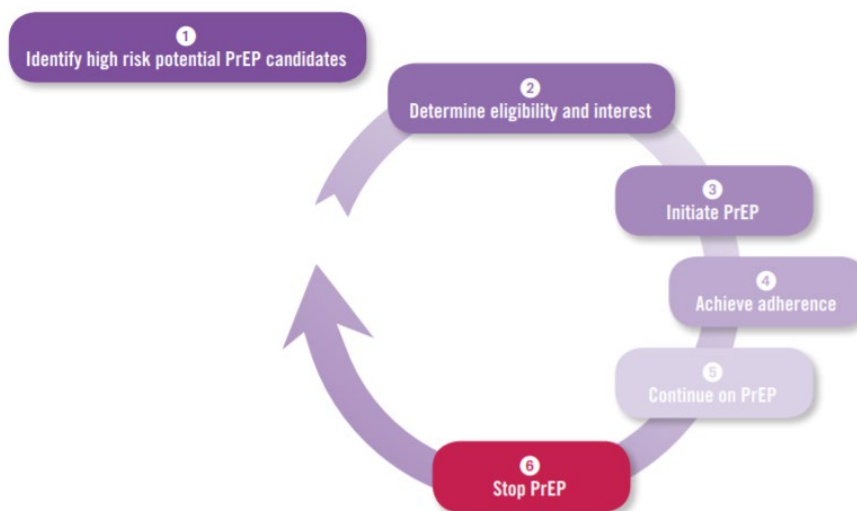 1
Identify high risk potential PrEP candidates
2
Determine eligibility and interest
3
Initiate PrEP
4
Achieve adherence
5
Continue on PrEP
6
Stop PrEP